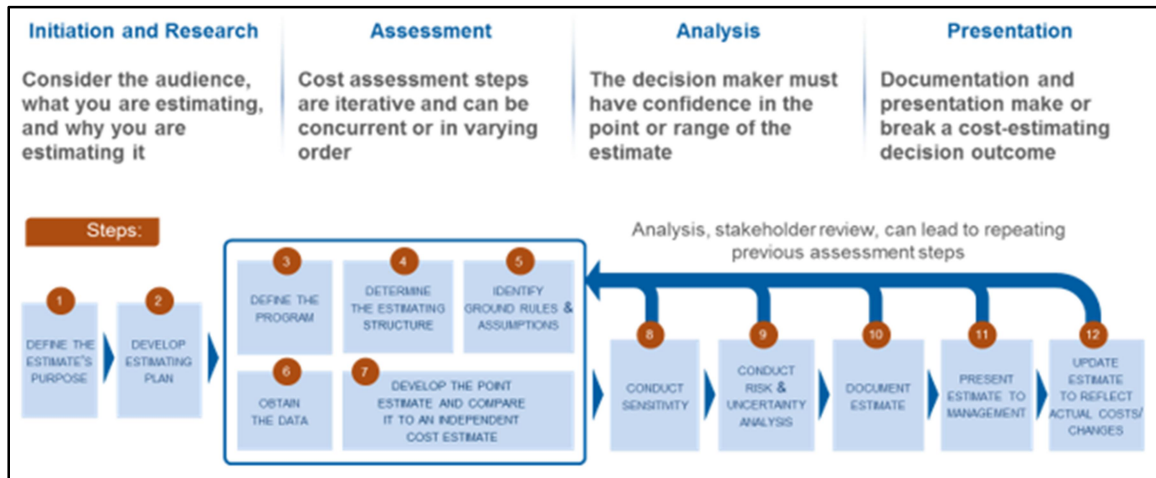 Initiation and Research
Consider the audience,
what you are estimating,
and why you are
estimating it
Assessment
Cost assessment steps
are iterative and can be
concurrent or in varying
order
Analysis
The decision maker must
have confidence in the
point or range of the
estimate
Presentation
Documentation and
presentation make or
break a cost-estimating
decision outcome
Steps:
Analysis, stakeholder review, can lead to repeating
previous assessment steps
1
DEFINE THE
ESTIMATE'S
PURPOSE
2
DEVELOP
ESTIMATING
PLAN
3
DEFINE THE
PROGRAM
4
DETERMINE
THE ESTIMATING
STRUCTURE
5
IDENTIFY
GROUND RULES &
ASSUMPTIONS
6
OBTAIN
THE DATA
7
DEVELOP THE POINT
ESTIMATE AND COMPARE
IT TO AN INDEPENDENT
COST ESTIMATE
8
CONDUCT
SENSITIVITY
9
CONDUCT
RISK &
UNCERTAINTY
ANALYSIS
10
DOCUMENT
ESTIMATE
11
PRESENT
ESTIMATE TO
MANAGEMENT
12
UPDATE
ESTIMATE
TO REFLECT
ACTUAL COSTS/
CHANGES